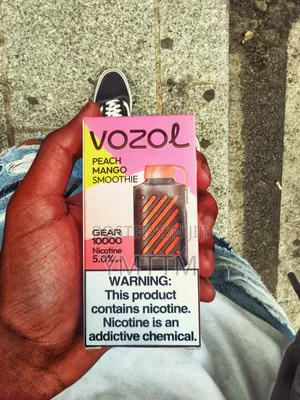 VOZOL
PEACH
MANGO
SMOOTHIE
GEAR
10000
Nicotine
5.0%
WARNING:
This product
contains nicotine.
Nicotine is an
addictive chemical.